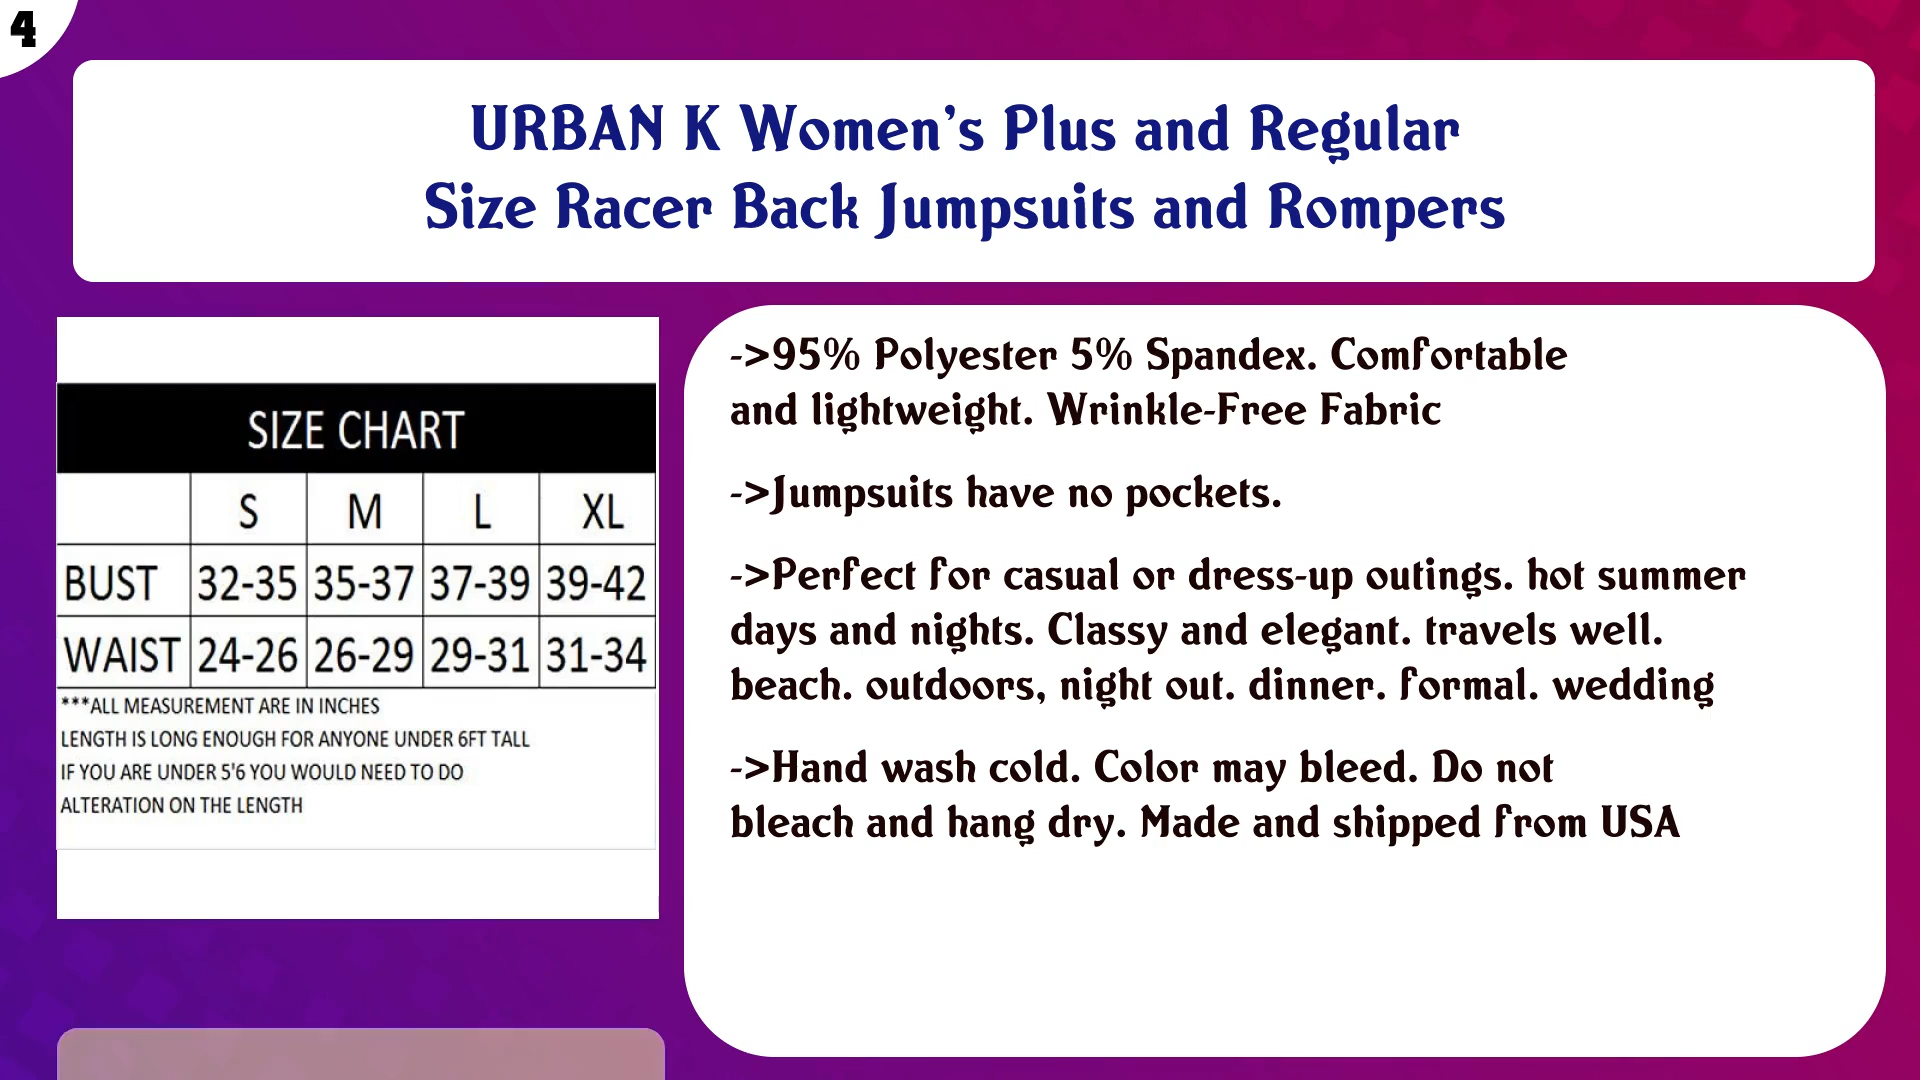 4
URBAN K Women's Plus and Regular
Size Racer Back Jumpsuits and Rompers
SIZE CHART
S M L XL
BUST 32-35 35-37 37-39 39-42
WAIST 24-26 26-29 29-31 31-34
***ALL MEASUREMENT ARE IN INCHES
LENGTH IS LONG ENOUGH FOR ANYONE UNDER 6FT TALL
IF YOU ARE UNDER 5'6 YOU WOULD NEED TO DO
ALTERATION ON THE LENGTH
->95% Polyester 5% Spandex. Comfortable
and lightweight. Wrinkle-Free Fabric
->Jumpsuits have no pockets.
->Perfect for casual or dress-up outings. hot summer
days and nights. Classy and elegant. travels well.
beach. outdoors, night out. dinner. formal. wedding
->Hand wash cold. Color may bleed. Do not
bleach and hang dry. Made and shipped from USA